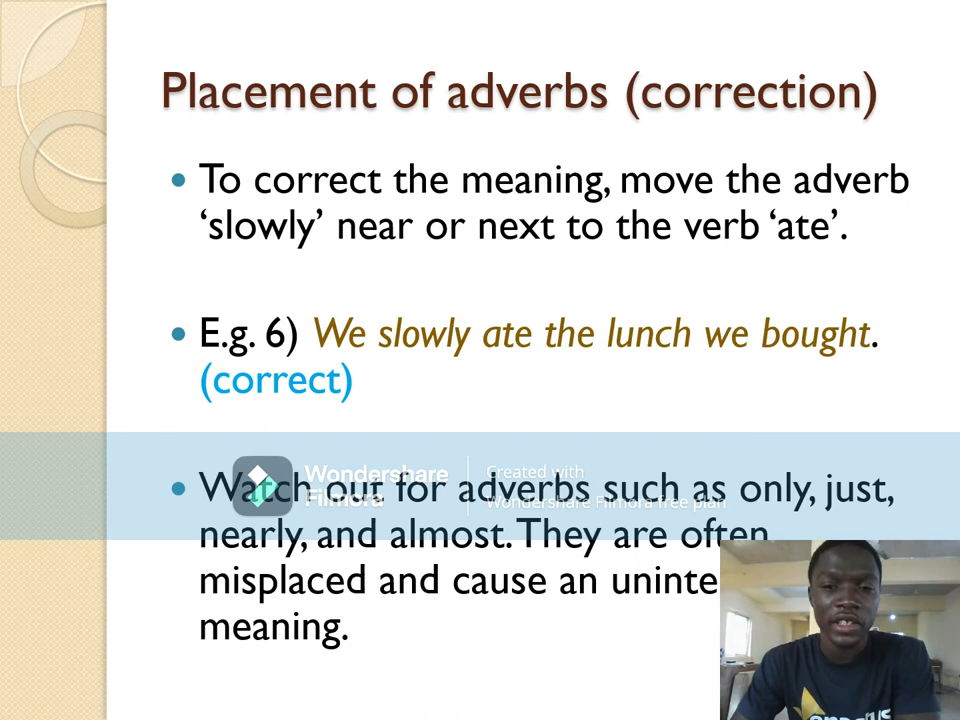 Placement of adverbs (correction)
• To correct the meaning, move the adverb
‘slowly’ near or next to the verb ‘ate’.
• E.g. 6) We slowly ate the lunch we bought.
(correct)
• Watch out for adverbs such as only, just,
nearly, and almost. They are often
misplaced and cause an
meaning.
Wondershare
Filmora
Created with
Wondershare Filmora free plan